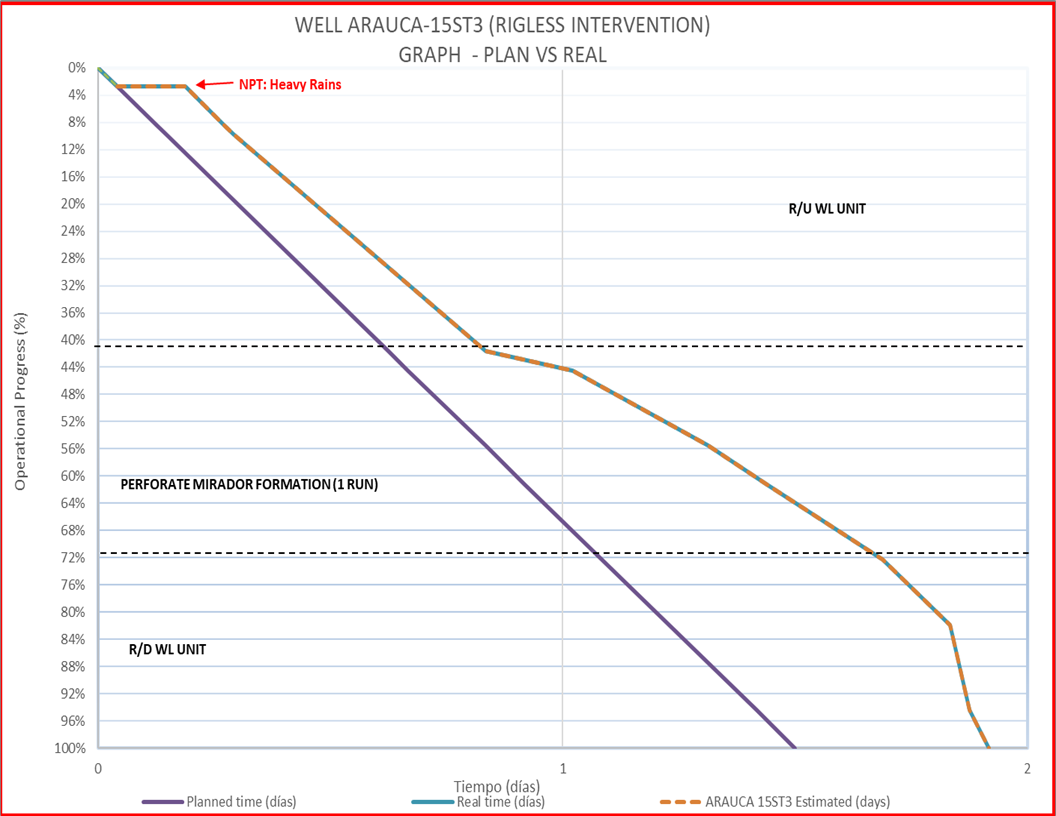 WELL ARAUCA-15ST3 (RIGLESS INTERVENTION)
GRAPH - PLAN VS REAL
0%
4%
8%
12%
16%
20%
24%
28%
32%
36%
40%
44%
48%
52%
56%
60%
64%
68%
72%
76%
80%
84%
88%
92%
96%
100%
Operational Progress (%)
NPT: Heavy Rains
R/U WL UNIT
PERFORATE MIRADOR FORMATION (1 RUN)
R/D WL UNIT
0 1 2
Tiempo (días)
Planned time (días) Real time (días) ARAUCA 15ST3 Estimated (days)